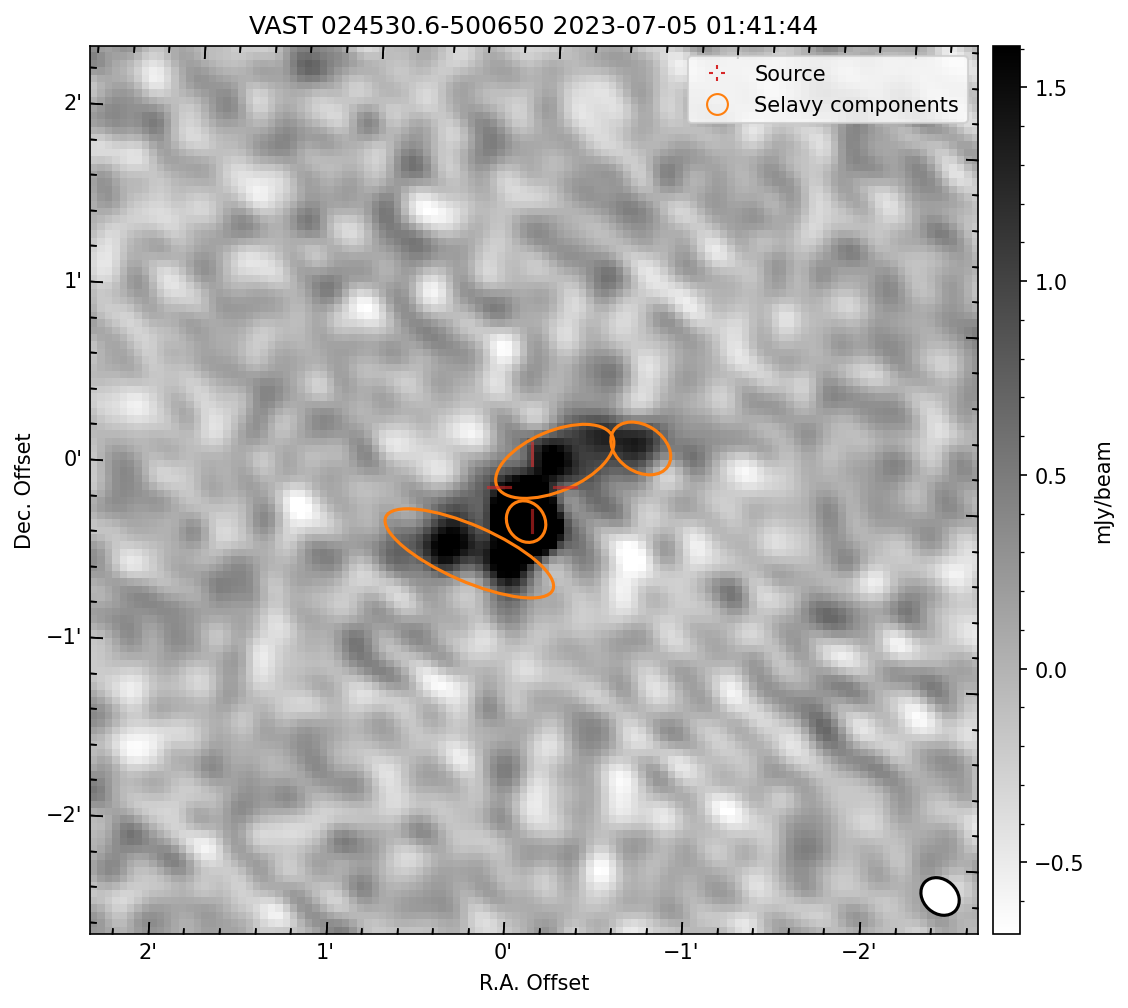 VAST 024530.6-500650 2023-07-05 01:41:44
Source
Selavy components
2'
1'
0'
−1'
−2'
Dec. Offset
2'
1'
0'
−1'
−2'
R.A. Offset
1.5
1.0
0.5
0.0
−0.5
mJy/beam